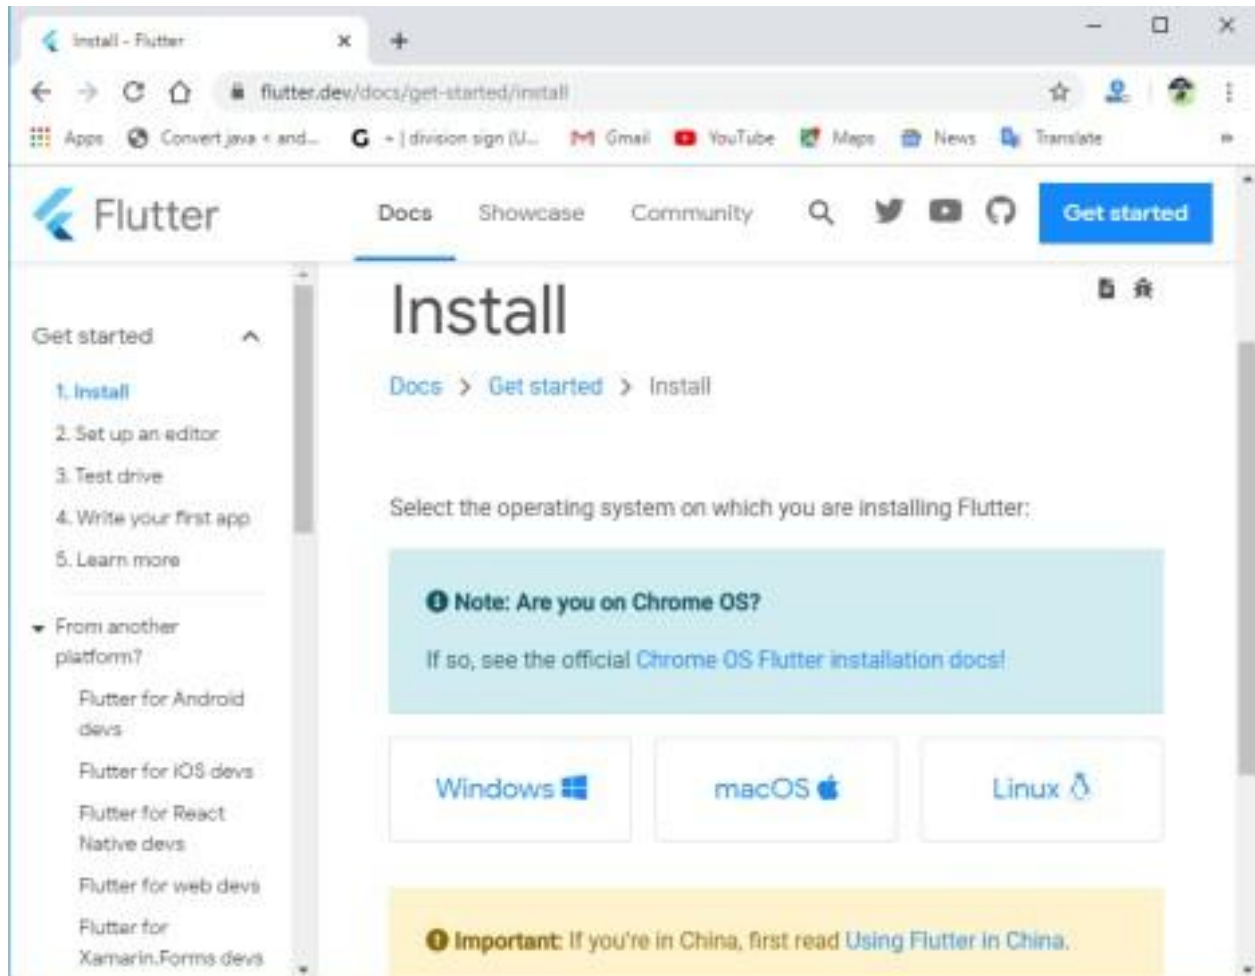 Install - Flutter
flutter.dev/docs/get-started/install
Apps Convert java < and... G ÷ | division sign (U... Gmail YouTube Maps News Translate
Flutter Docs Showcase Community Get started
Get started
1. Install
2. Set up an editor
3. Test drive
4. Write your first app
5. Learn more
From another
platform?
Flutter for Android
devs
Flutter for iOS devs
Flutter for React
Native devs
Flutter for web devs
Flutter for
Xamarin.Forms devs
Install
Docs > Get started > Install
Select the operating system on which you are installing Flutter:
Note: Are you on Chrome OS?
If so, see the official Chrome OS Flutter installation docs!
Windows macOS Linux
Important: If you're in China, first read Using Flutter in China.